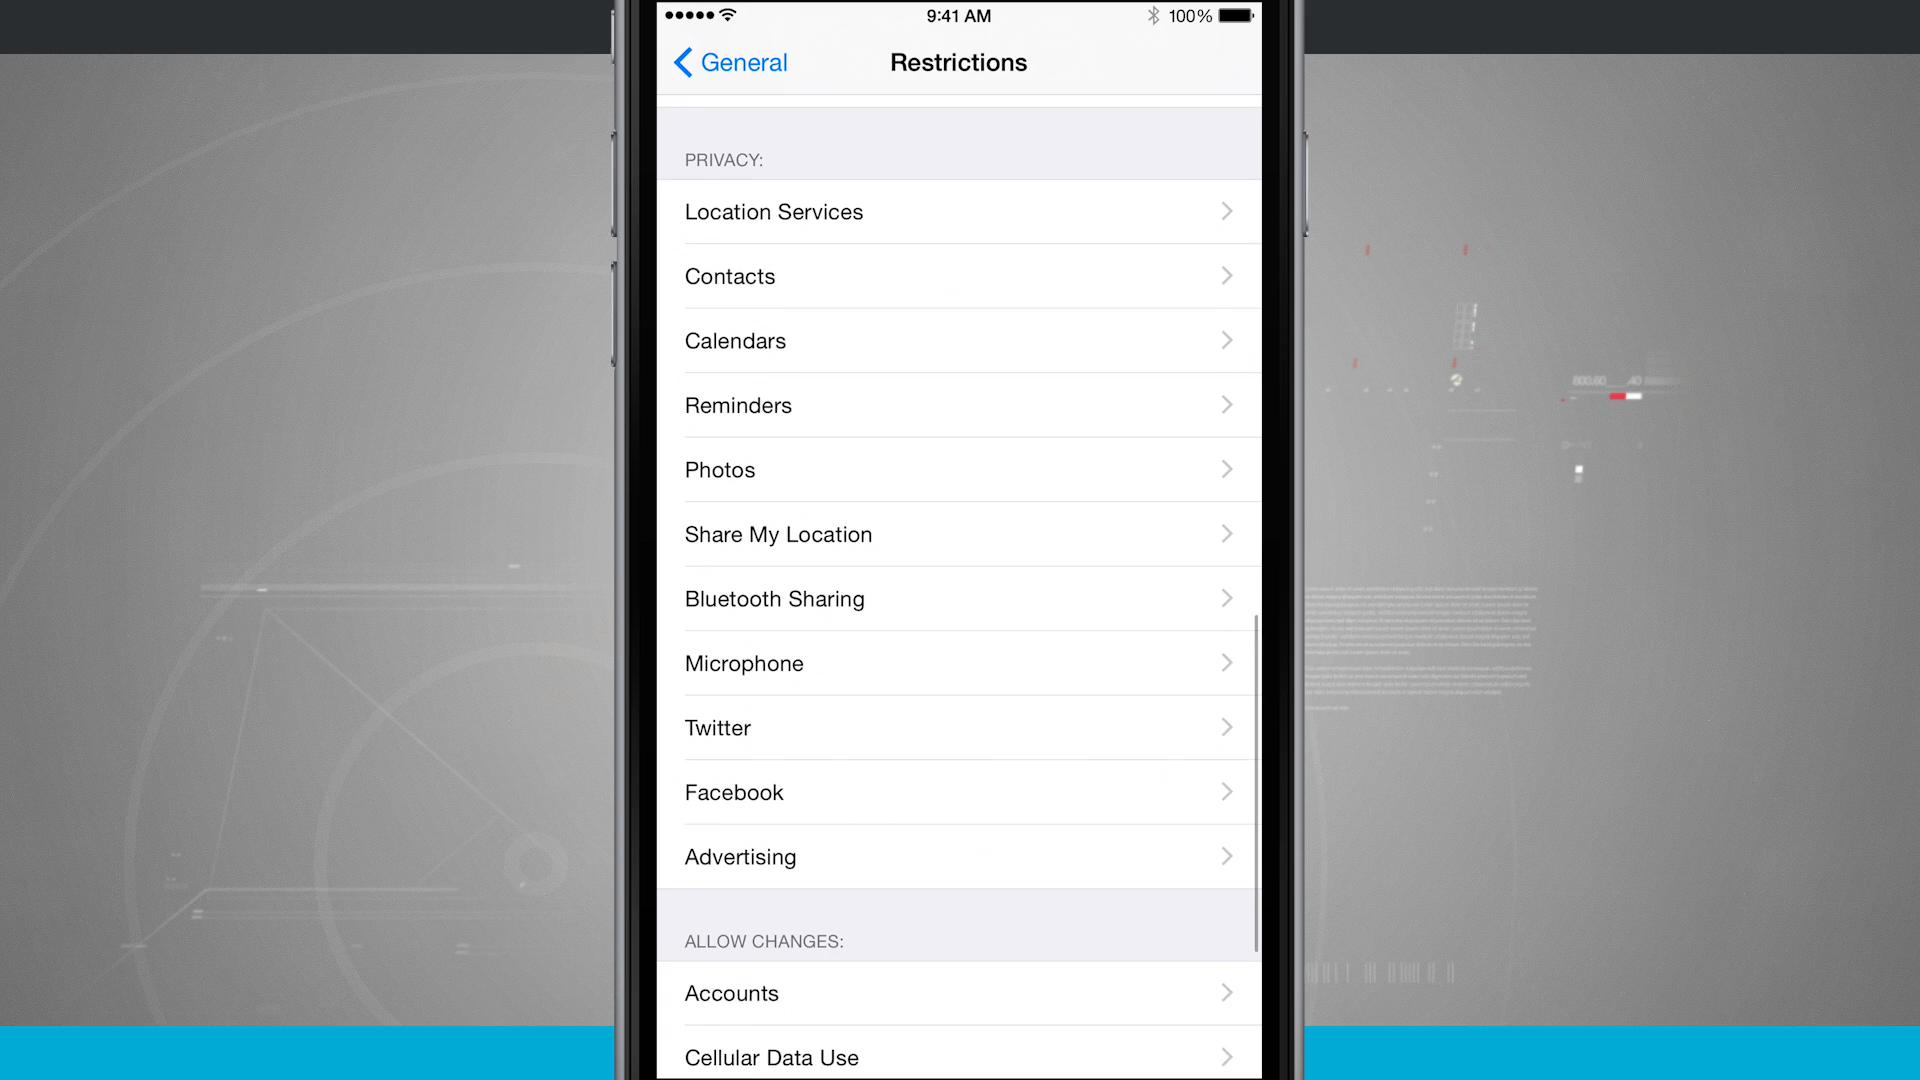 9:41 AM
100%
General
Restrictions
PRIVACY:
Location Services
Contacts
Calendars
Reminders
Photos
Share My Location
Bluetooth Sharing
Microphone
Twitter
Facebook
Advertising
ALLOW CHANGES:
Accounts
Cellular Data Use